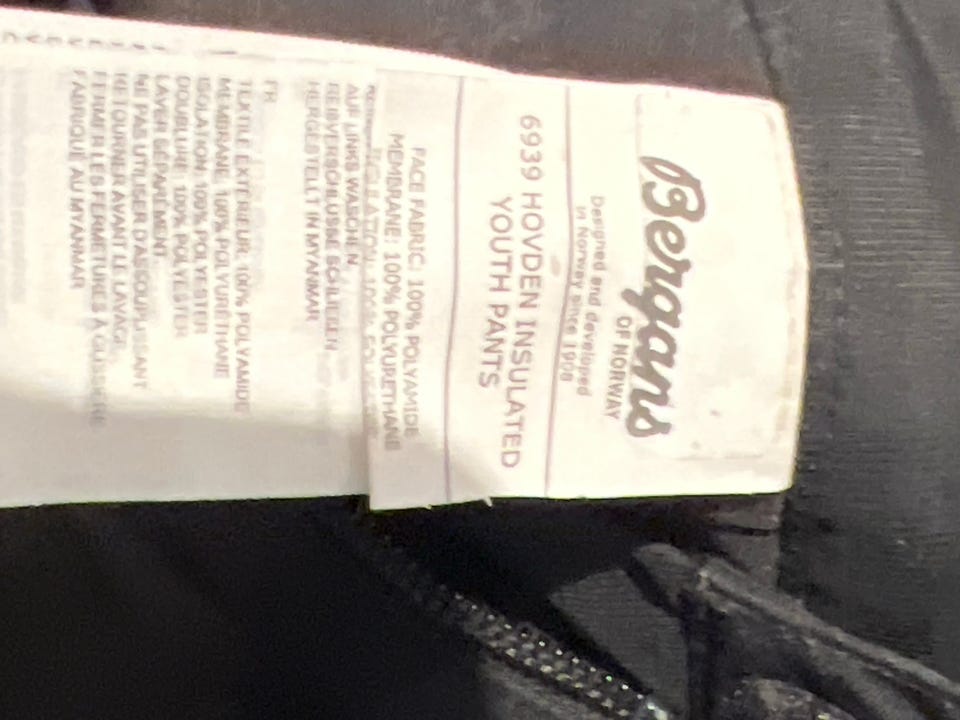 Bergans
OF NORWAY
Designed and developed
in Norway since 1908
6939 HOVDEN INSULATED
YOUTH PANTS
FACE FABRIC: 100% POLYAMIDE
MEMBRANE: 100% POLYURETHANE
AUF LINKS WASCHEN
REIßVERSCHLÜSSE SCHLIEẞEN
HERGESTELLT IN MYANMAR
FR
TEXTILE EXTÉRIEUR: 100% POLYAMIDE
MEMBRANE: 100% POLYURÉTHANE
ISOLATION: 100% POLYESTER
DOUBLURE: 100% POLYESTER
LAVER SÉPARÉMENT
NE PAS UTILISER D'ASSOUPLISSANT
RETOURNER AVANT LE LAVAGE
FERMER LES FERMETURES À GLISSIÈRE
FABRIQUÉ AU MYANMAR